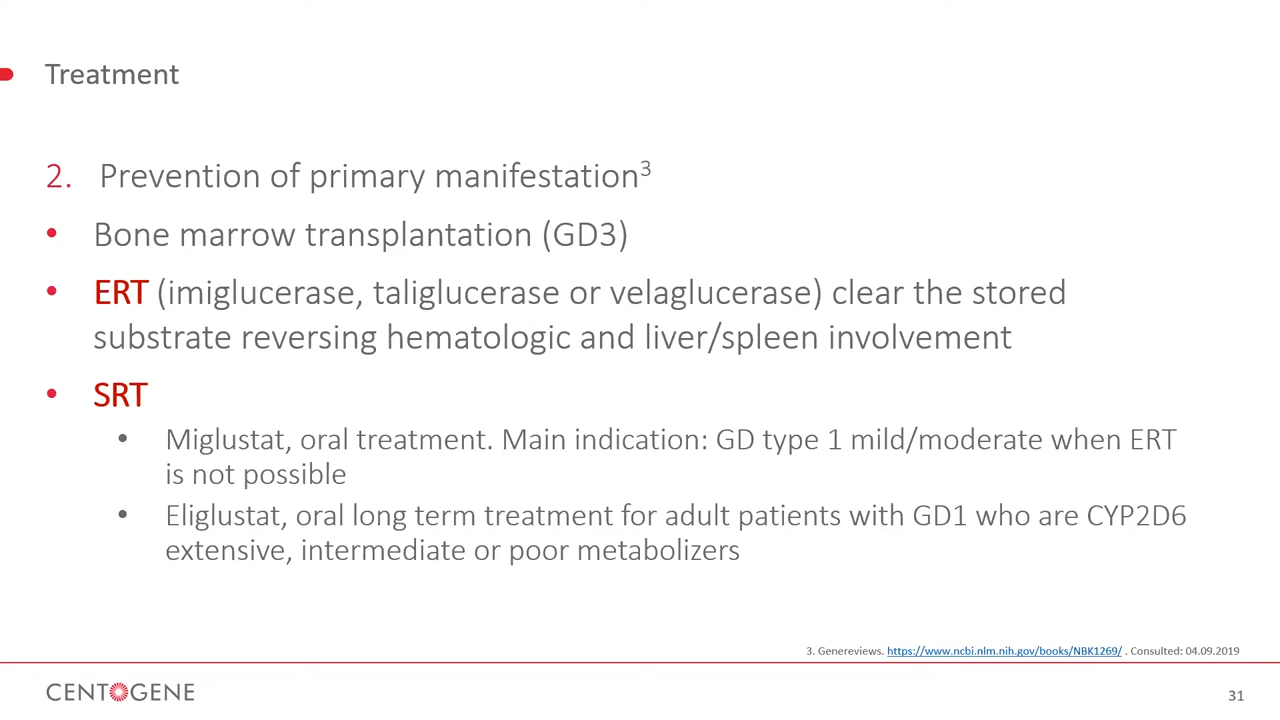 Treatment
2. Prevention of primary manifestation³
• Bone marrow transplantation (GD3)
• ERT (imiglucerase, taliglucerase or velaglucerase) clear the stored
substrate reversing hematologic and liver/spleen involvement
• SRT
• Miglustat, oral treatment. Main indication: GD type 1 mild/moderate when ERT
is not possible
• Eliglustat, oral long term treatment for adult patients with GD1 who are CYP2D6
extensive, intermediate or poor metabolizers
3. Genereviews. https://www.ncbi.nlm.nih.gov/books/NBK1269/ . Consulted: 04.09.2019
CENTOGENE
31